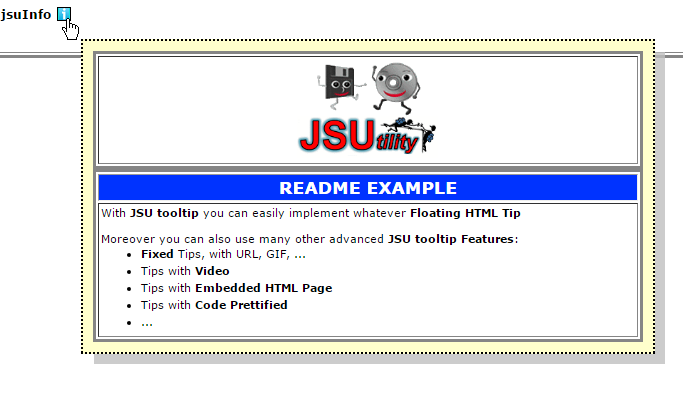 jsuInfo
JSUtility
README EXAMPLE
With JSU tooltip you can easily implement whatever Floating HTML Tip
Moreover you can also use many other advanced JSU tooltip Features:
• Fixed Tips, with URL, GIF, ...
• Tips with Video
• Tips with Embedded HTML Page
• Tips with Code Prettified
• ...